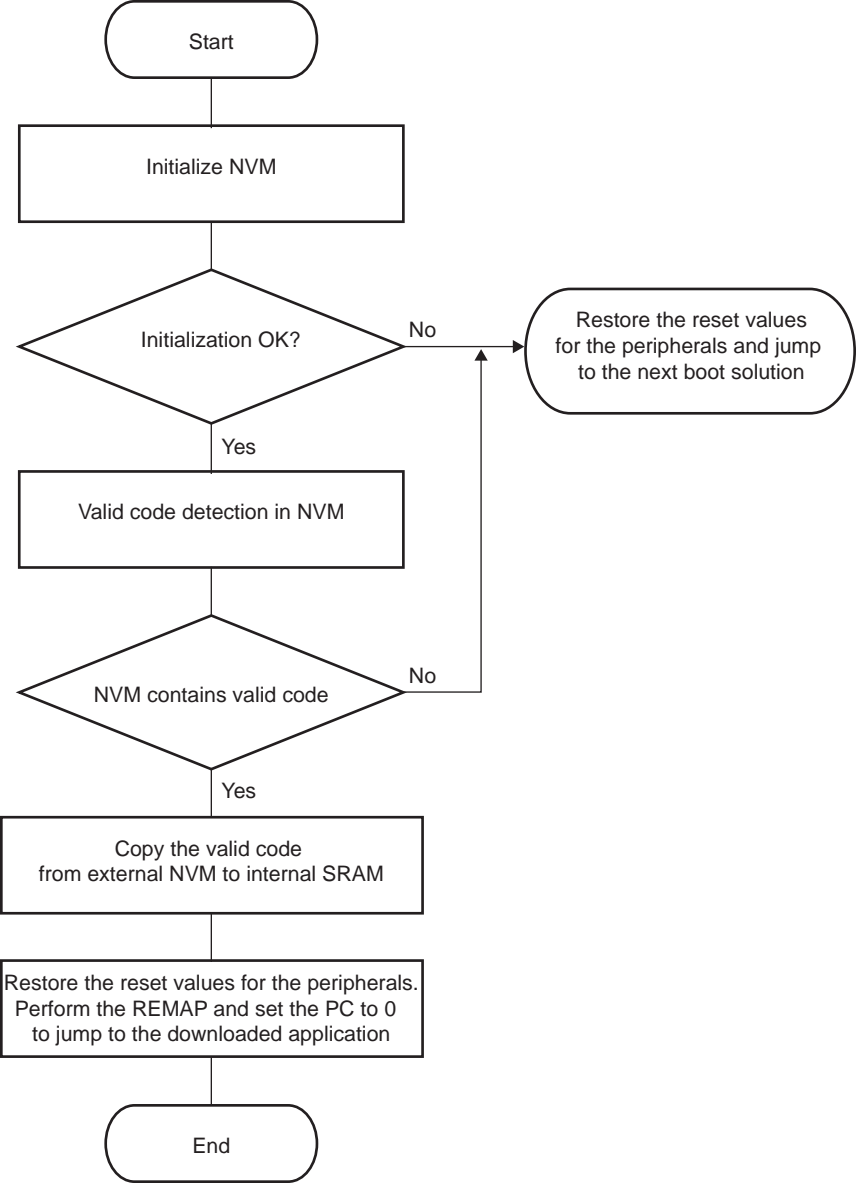 Start
Initialize NVM
Initialization OK?
No
Restore the reset values
for the peripherals and jump
to the next boot solution
Yes
Valid code detection in NVM
NVM contains valid code
No
Yes
Copy the valid code
from external NVM to internal SRAM
Restore the reset values for the peripherals.
Perform the REMAP and set the PC to 0
to jump to the downloaded application
End